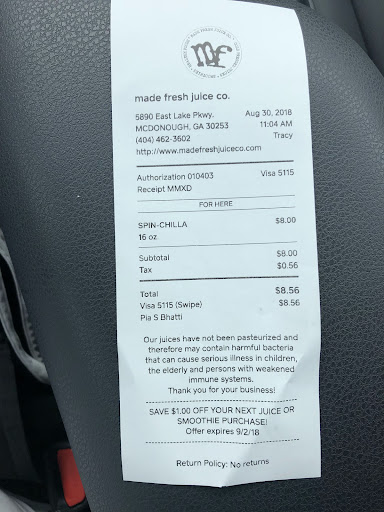 mf
made fresh juice co.
5890 East Lake Pkwy. Aug 30, 2018
MCDONOUGH, GA 30253 11:04 AM
(404) 462-3602 Tracy
http://www.madefreshjuiceco.com
Authorization 010403 Visa 5115
Receipt MMXD
FOR HERE
SPIN-CHILLA $8.00
16 oz
Subtotal $8.00
Tax $0.56
Total $8.56
Visa 5115 (Swipe) $8.56
Pia S Bhatti
Our juices have not been pasteurized and
therefore may contain harmful bacteria
that can cause serious illness in children,
the elderly and persons with weakened
immune systems.
Thank you for your business!
SAVE $1.00 OFF YOUR NEXT JUICE OR
SMOOTHIE PURCHASE!
Offer expires 9/2/18
Return Policy: No returns